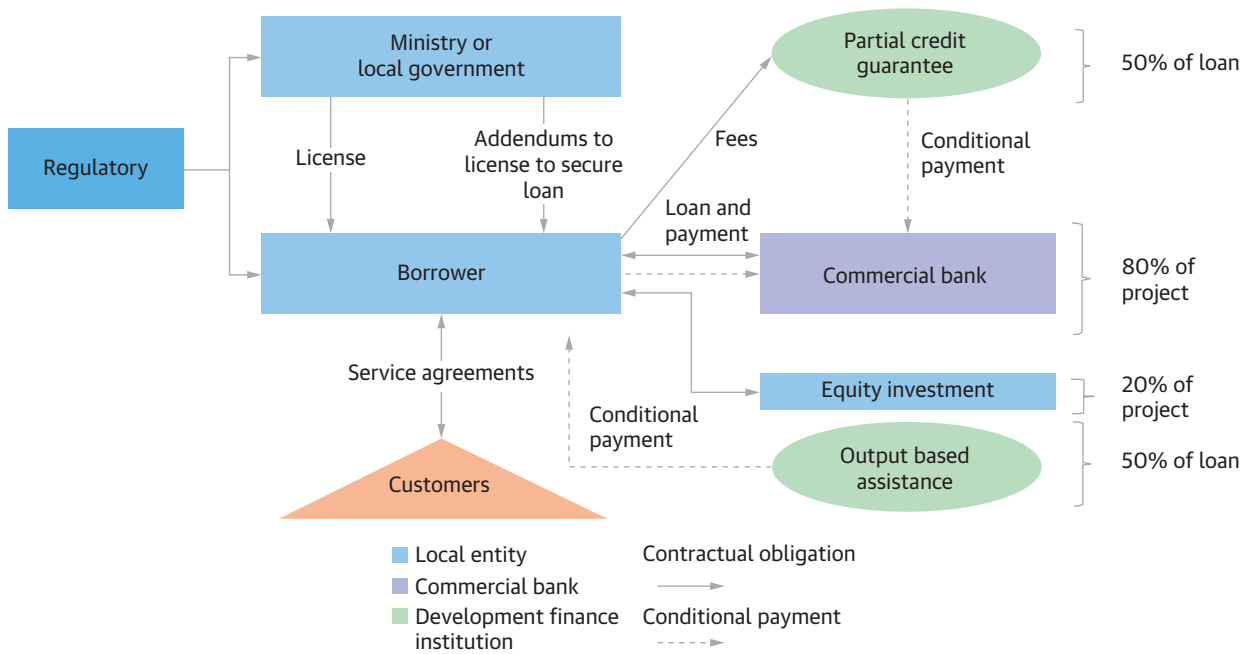 Ministry or
local government
Partial credit
guarantee
50% of loan
Regulatory
License
Addendums to
license to secure
loan
Fees
Conditional
payment
Loan and
payment
Borrower
Commercial bank
80% of
project
Service agreements
Equity investment
20% of
project
Conditional
payment
Output based
assistance
50% of loan
Customers
Local entity
Commercial bank
Development finance
institution
Contractual obligation
Conditional payment